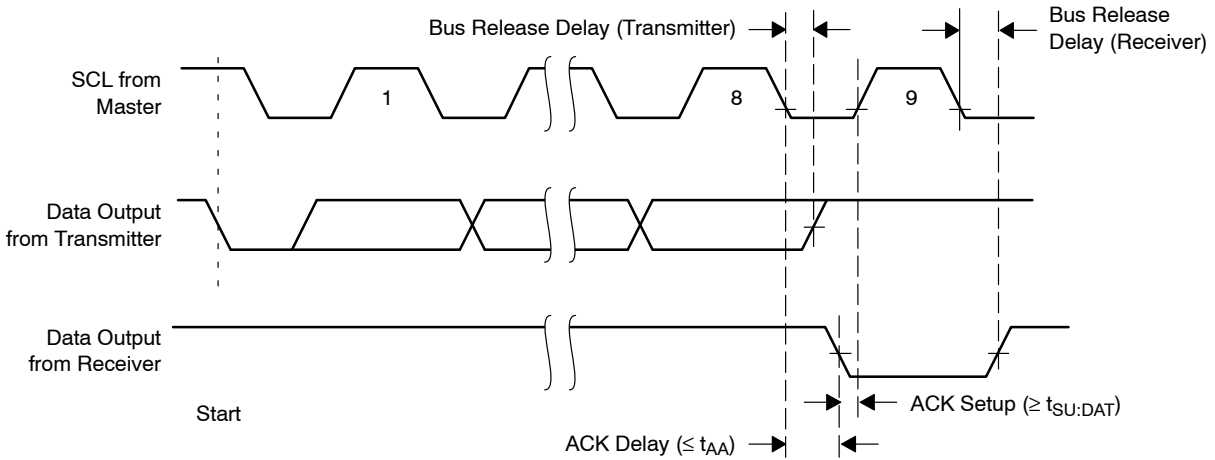 Bus Release Delay (Transmitter)
Bus Release
Delay (Receiver)
SCL from
Master
1
8
9
Data Output
from Transmitter
Data Output
from Receiver
Start
ACK Setup (≥ tSU:DAT)
ACK Delay (≤ tAA)